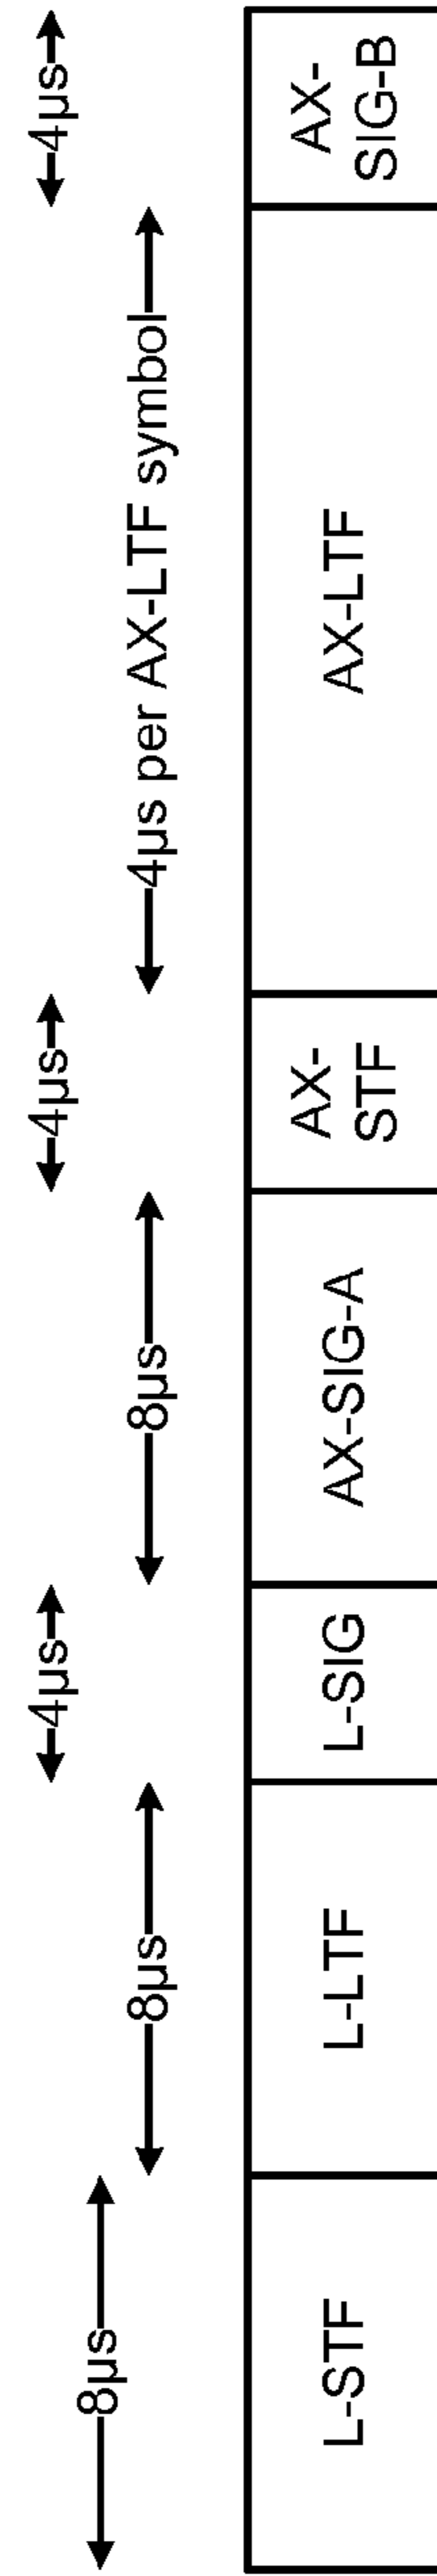 8µs
8µs
4µs
8µs
4µs
4µs per AX-LTF symbol
4µs
L-STF
L-LTF
L-SIG
AX-SIG-A
AX-
STF
AX-LTF
AX-
SIG-B